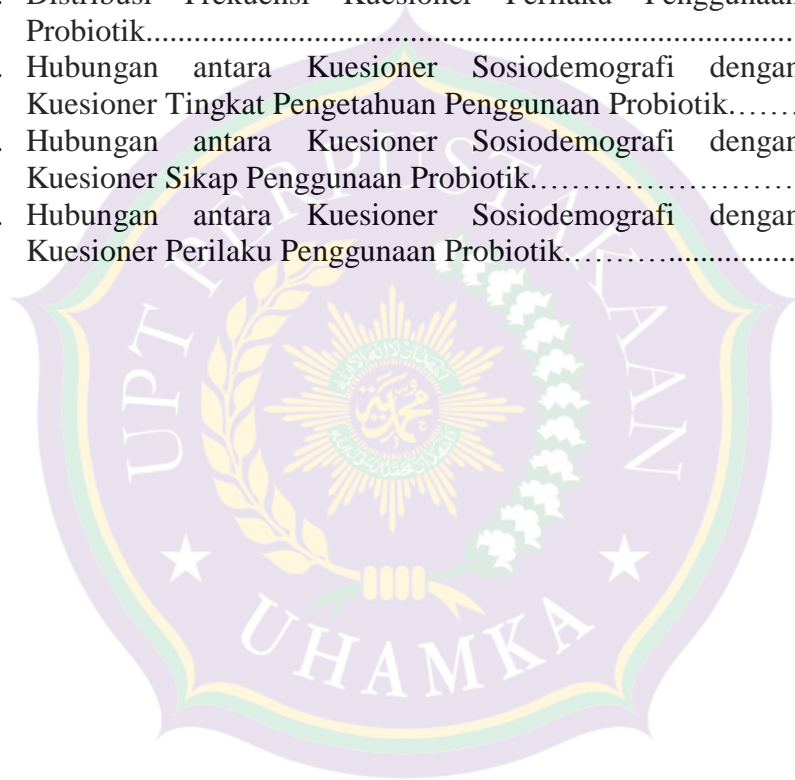 . Distribusi Frekuensi Kuesioner Perilaku Penggunaan
Probiotik...................................................................................
. Hubungan antara Kuesioner Sosiodemografi dengan
Kuesioner Tingkat Pengetahuan Penggunaan Probiotik…….
. Hubungan antara Kuesioner Sosiodemografi dengan
Kuesioner Sikap Penggunaan Probiotik.……………………
. Hubungan antara Kuesioner Sosiodemografi dengan
Kuesioner Perilaku Penggunaan Probiotik………................
UPT PERPUSTAKAAN
UHAMKA